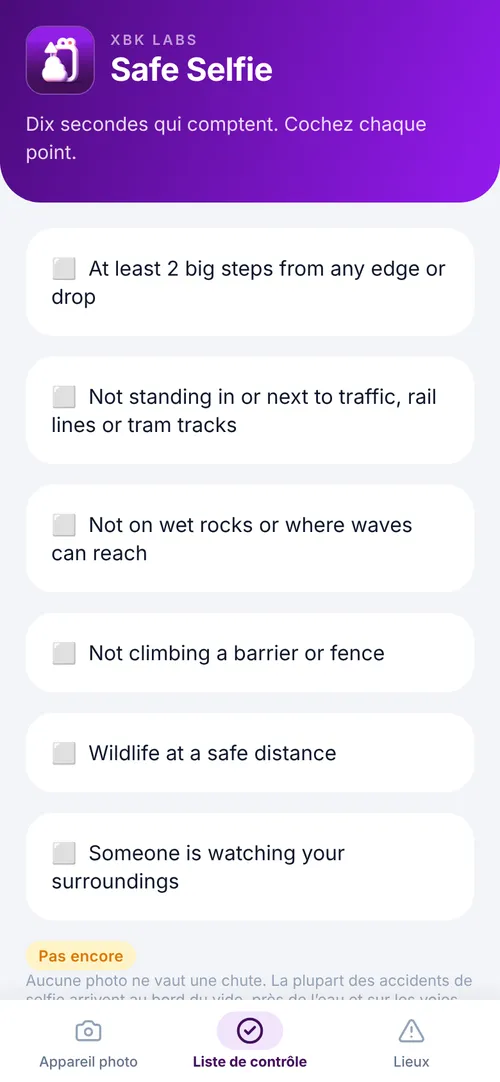 XBK LABS
Safe Selfie
Dix secondes qui comptent. Cochez chaque
point.
At least 2 big steps from any edge or
drop
Not standing in or next to traffic, rail
lines or tram tracks
Not on wet rocks or where waves
can reach
Not climbing a barrier or fence
Wildlife at a safe distance
Someone is watching your
surroundings
Pas encore
Aucune photo ne vaut une chute. La plupart des accidents de
selfie arrivent au bord du vide, près de l'eau et sur les voies.
Appareil photo
Liste de contrôle
Lieux